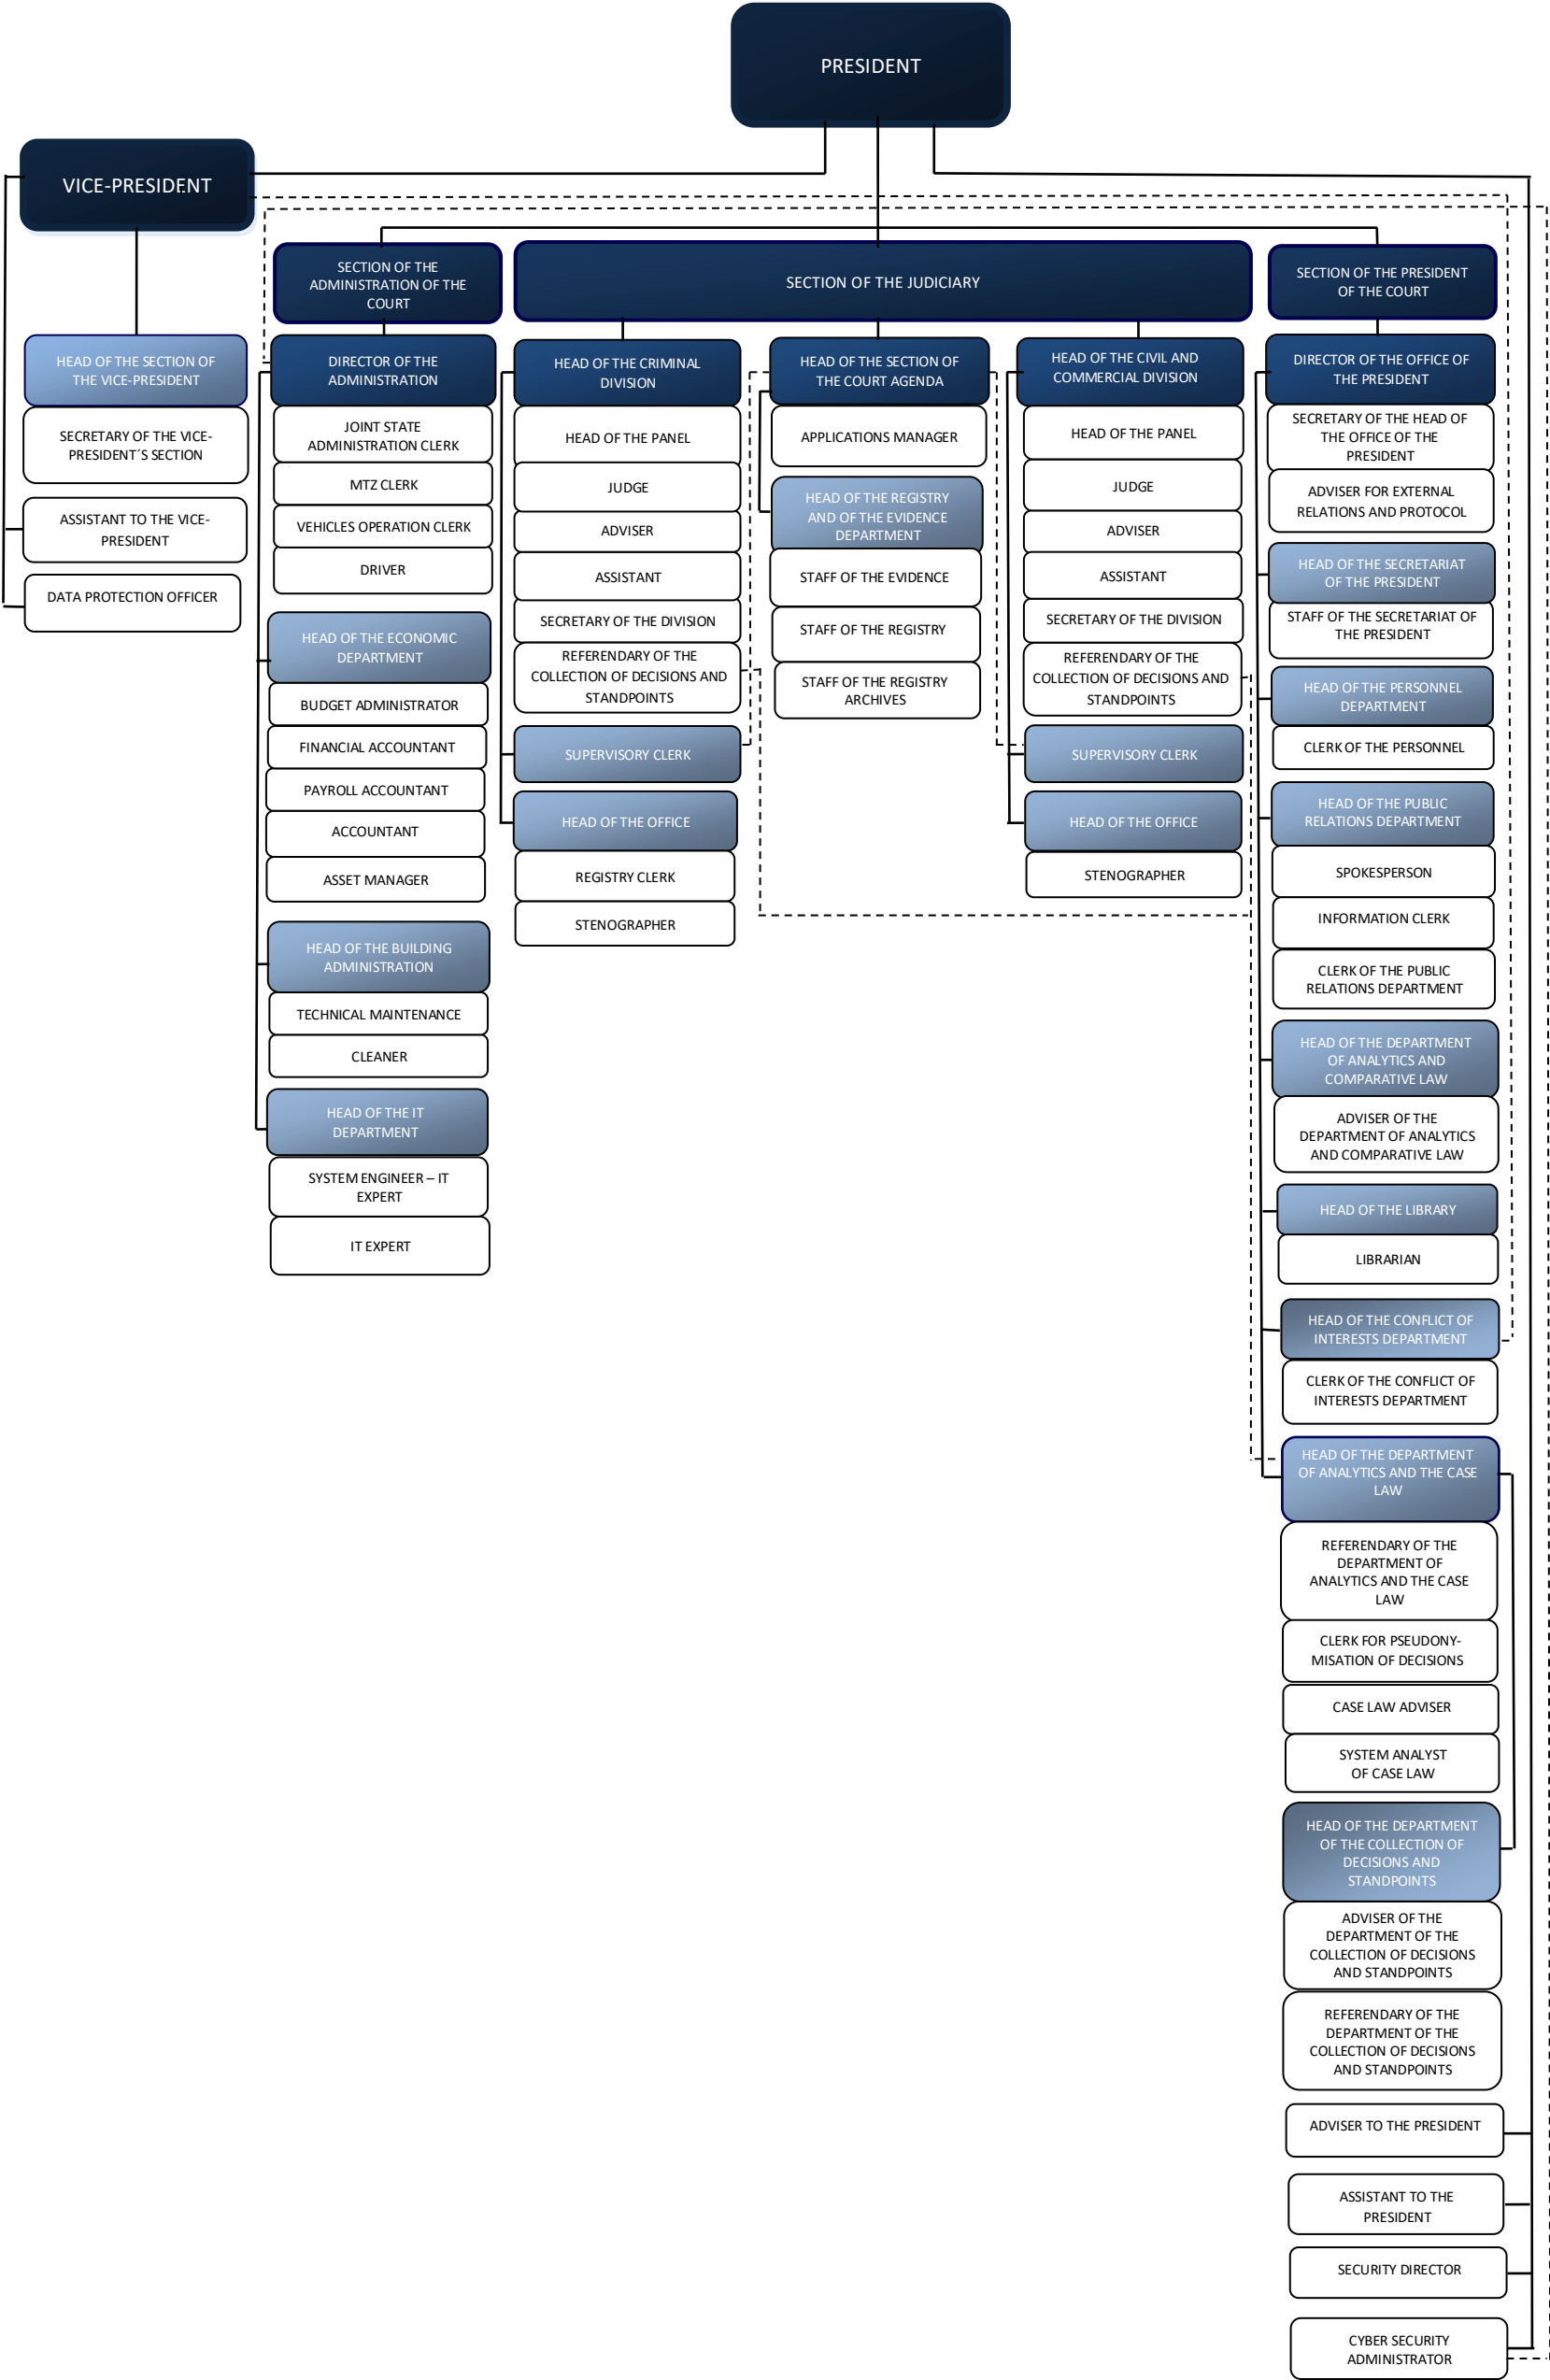 PRESIDENT
VICE-PRESIDENT
SECTION OF THE
ADMINISTRATION OF THE
COURT
SECTION OF THE JUDICIARY
SECTION OF THE PRESIDENT
OF THE COURT
HEAD OF THE SECTION OF
THE VICE-PRESIDENT
SECRETARY OF THE VICE-
PRESIDENT´S SECTION
ASSISTANT TO THE VICE-
PRESIDENT
DATA PROTECTION OFFICER
DIRECTOR OF THE
ADMINISTRATION
JOINT STATE
ADMINISTRATION CLERK
MTZ CLERK
VEHICLES OPERATION CLERK
DRIVER
HEAD OF THE ECONOMIC
DEPARTMENT
BUDGET ADMINISTRATOR
FINANCIAL ACCOUNTANT
PAYROLL ACCOUNTANT
ACCOUNTANT
ASSET MANAGER
HEAD OF THE BUILDING
ADMINISTRATION
TECHNICAL MAINTENANCE
CLEANER
HEAD OF THE IT
DEPARTMENT
SYSTEM ENGINEER – IT
EXPERT
IT EXPERT
HEAD OF THE CRIMINAL
DIVISION
HEAD OF THE PANEL
JUDGE
ADVISER
ASSISTANT
SECRETARY OF THE DIVISION
REFERENDARY OF THE
COLLECTION OF DECISIONS AND
STANDPOINTS
SUPERVISORY CLERK
HEAD OF THE OFFICE
REGISTRY CLERK
STENOGRAPHER
HEAD OF THE SECTION OF
THE COURT AGENDA
APPLICATIONS MANAGER
HEAD OF THE REGISTRY
AND OF THE EVIDENCE
DEPARTMENT
STAFF OF THE EVIDENCE
STAFF OF THE REGISTRY
STAFF OF THE REGISTRY
ARCHIVES
HEAD OF THE CIVIL AND
COMMERCIAL DIVISION
HEAD OF THE PANEL
JUDGE
ADVISER
ASSISTANT
SECRETARY OF THE DIVISION
REFERENDARY OF THE
COLLECTION OF DECISIONS AND
STANDPOINTS
SUPERVISORY CLERK
HEAD OF THE OFFICE
STENOGRAPHER
DIRECTOR OF THE OFFICE OF
THE PRESIDENT
SECRETARY OF THE HEAD OF
THE OFFICE OF THE
PRESIDENT
ADVISER FOR EXTERNAL
RELATIONS AND PROTOCOL
HEAD OF THE SECRETARIAT
OF THE PRESIDENT
STAFF OF THE SECRETARIAT OF
THE PRESIDENT
HEAD OF THE PERSONNEL
DEPARTMENT
CLERK OF THE PERSONNEL
HEAD OF THE PUBLIC
RELATIONS DEPARTMENT
SPOKESPERSON
INFORMATION CLERK
CLERK OF THE PUBLIC
RELATIONS DEPARTMENT
HEAD OF THE DEPARTMENT
OF ANALYTICS AND
COMPARATIVE LAW
ADVISER OF THE
DEPARTMENT OF ANALYTICS
AND COMPARATIVE LAW
HEAD OF THE LIBRARY
LIBRARIAN
HEAD OF THE CONFLICT OF
INTERESTS DEPARTMENT
CLERK OF THE CONFLICT OF
INTERESTS DEPARTMENT
HEAD OF THE DEPARTMENT
OF ANALYTICS AND THE CASE
LAW
REFERENDARY OF THE
DEPARTMENT OF
ANALYTICS AND THE CASE
LAW
CLERK FOR PSEUDONY-
MISATION OF DECISIONS
CASE LAW ADVISER
SYSTEM ANALYST
OF CASE LAW
HEAD OF THE DEPARTMENT
OF THE COLLECTION OF
DECISIONS AND
STANDPOINTS
ADVISER OF THE
DEPARTMENT OF THE
COLLECTION OF DECISIONS
AND STANDPOINTS
REFERENDARY OF THE
DEPARTMENT OF THE
COLLECTION OF DECISIONS
AND STANDPOINTS
ADVISER TO THE PRESIDENT
ASSISTANT TO THE
PRESIDENT
SECURITY DIRECTOR
CYBER SECURITY
ADMINISTRATOR